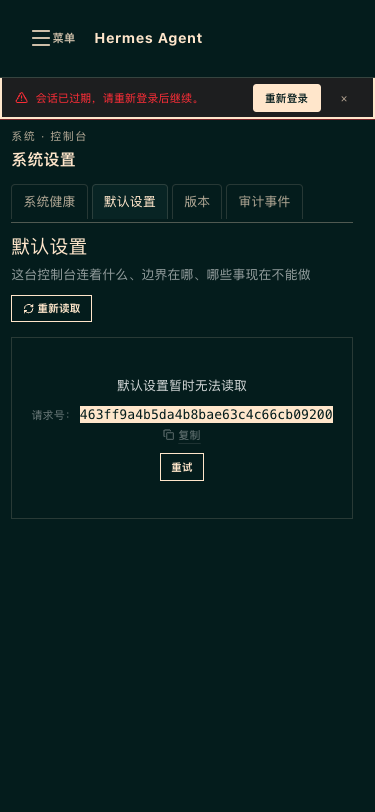 菜单 Hermes Agent
会话已过期，请重新登录后继续。 重新登录 ×
系统 · 控制台
系统设置
系统健康 默认设置 版本 审计事件
默认设置
这台控制台连着什么、边界在哪、哪些事现在不能做
重新读取
默认设置暂时无法读取
请求号： 463ff9a4b5da4b8bae63c4c66cb09200
复制
重试